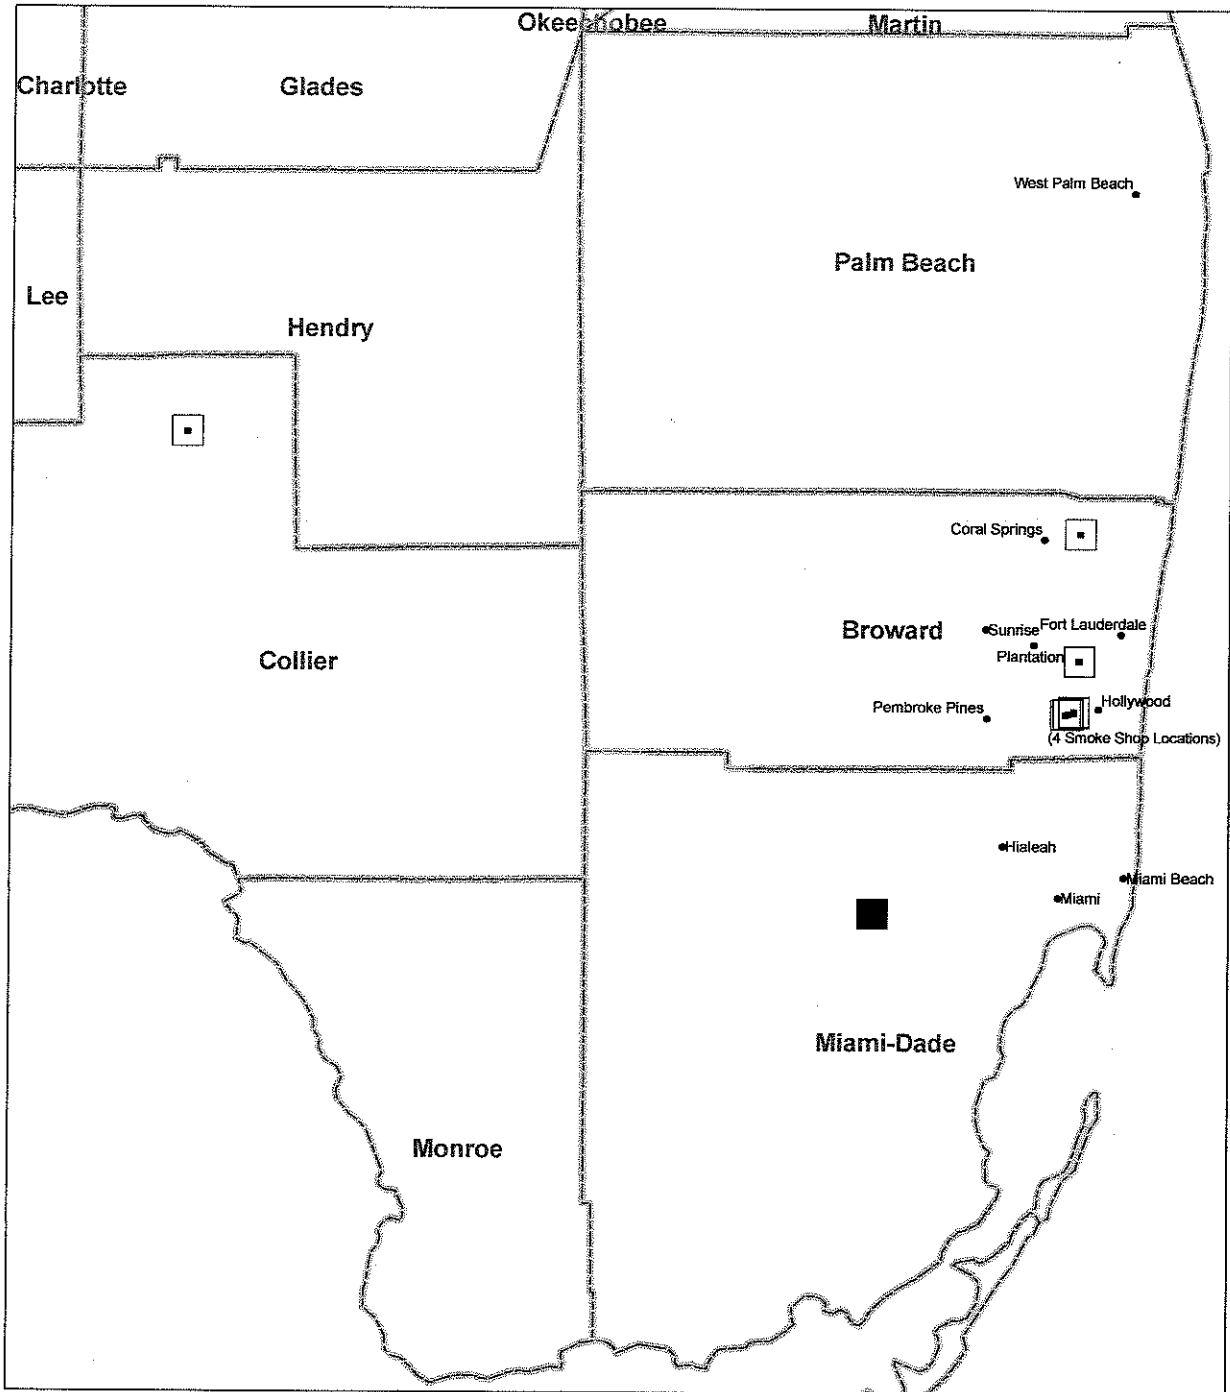 Okeechobee
Martin
Charlotte
Glades
West Palm Beach
Palm Beach
Lee
Hendry
Coral Springs
Broward
Sunrise
Fort Lauderdale
Plantation
Collier
Pembroke Pines
Hollywood
(4 Smoke Shop Locations)
Hialeah
Miami Beach
Miami
Miami-Dade
Monroe